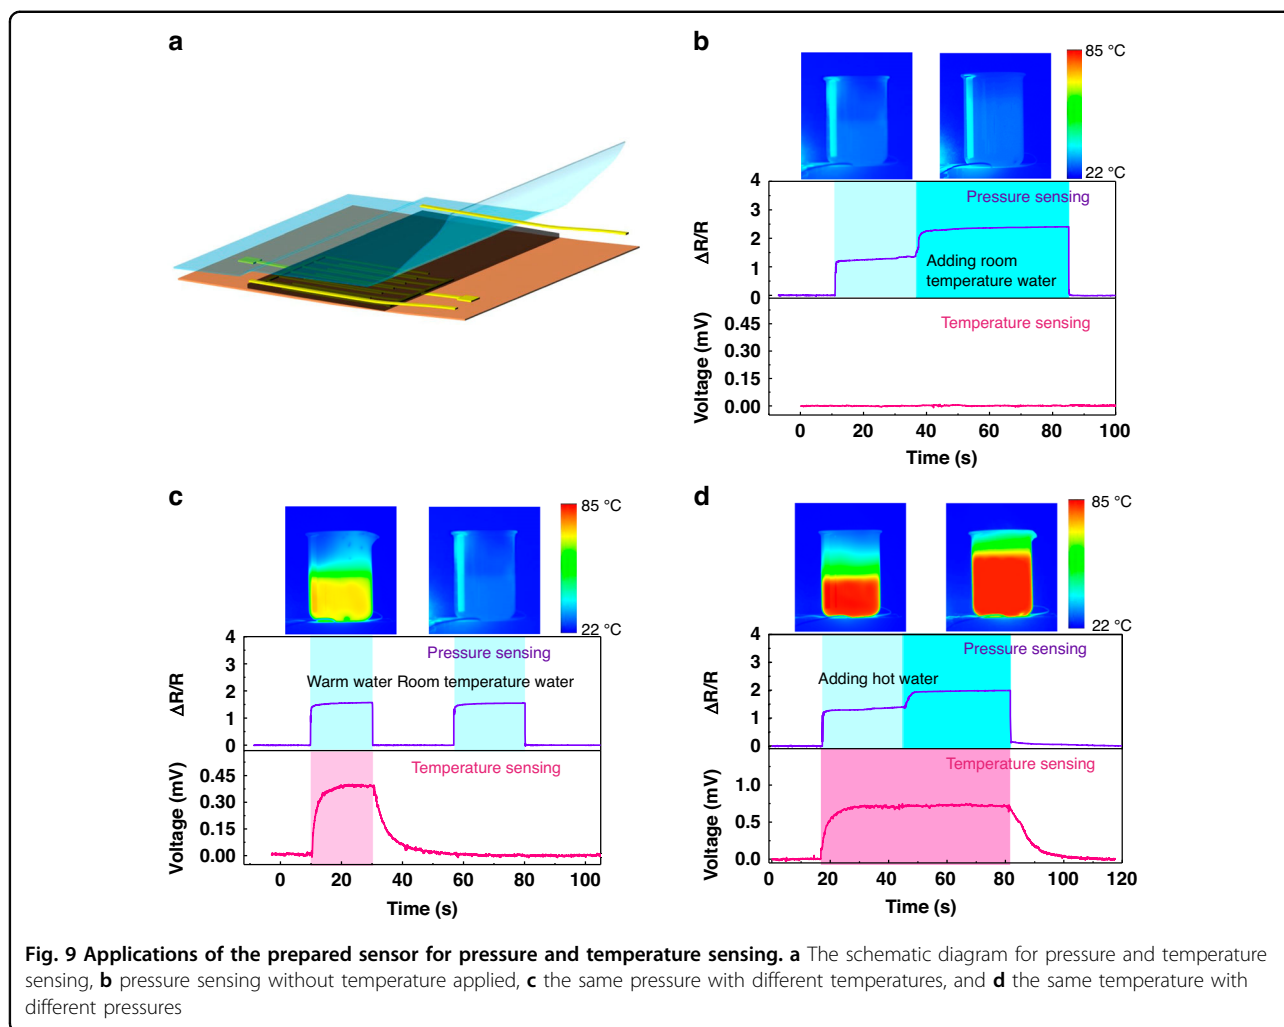 a
b
85 °C
22 °C
4
3
2
1
0
ΔR/R
Pressure sensing
Adding room
temperature water
0.45
0.30
0.15
0.00
Voltage (mV)
Temperature sensing
0 20 40 60 80 100
Time (s)
c
85 °C
22 °C
4
3
2
1
0
ΔR/R
Pressure sensing
Warm water Room temperature water
0.45
0.30
0.15
0.00
Voltage (mV)
Temperature sensing
0 20 40 60 80 100
Time (s)
d
85 °C
22 °C
4
3
2
1
0
ΔR/R
Pressure sensing
Adding hot water
1.0
0.5
0.0
Voltage (mV)
Temperature sensing
0 20 40 60 80 100 120
Time (s)
Fig. 9 Applications of the prepared sensor for pressure and temperature sensing. a The schematic diagram for pressure and temperature
sensing, b pressure sensing without temperature applied, c the same pressure with different temperatures, and d the same temperature with
different pressures